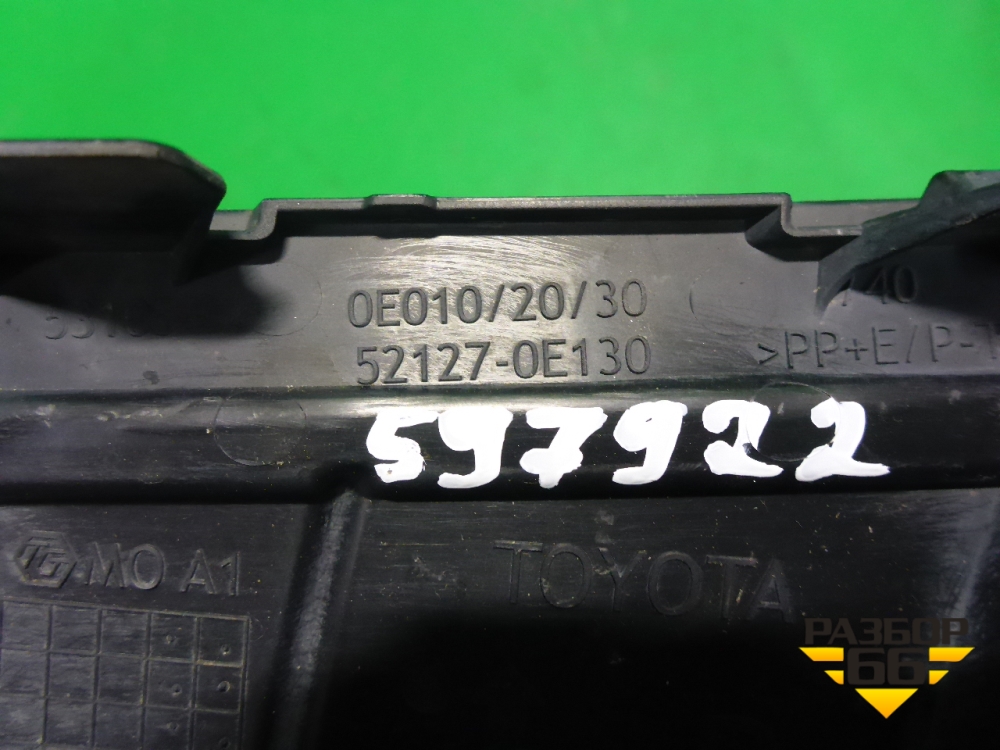 0E010/20/30
52127-0E130
>PP+E/P-
597922
MO A1
TOYOTA
РАЗБОР
66